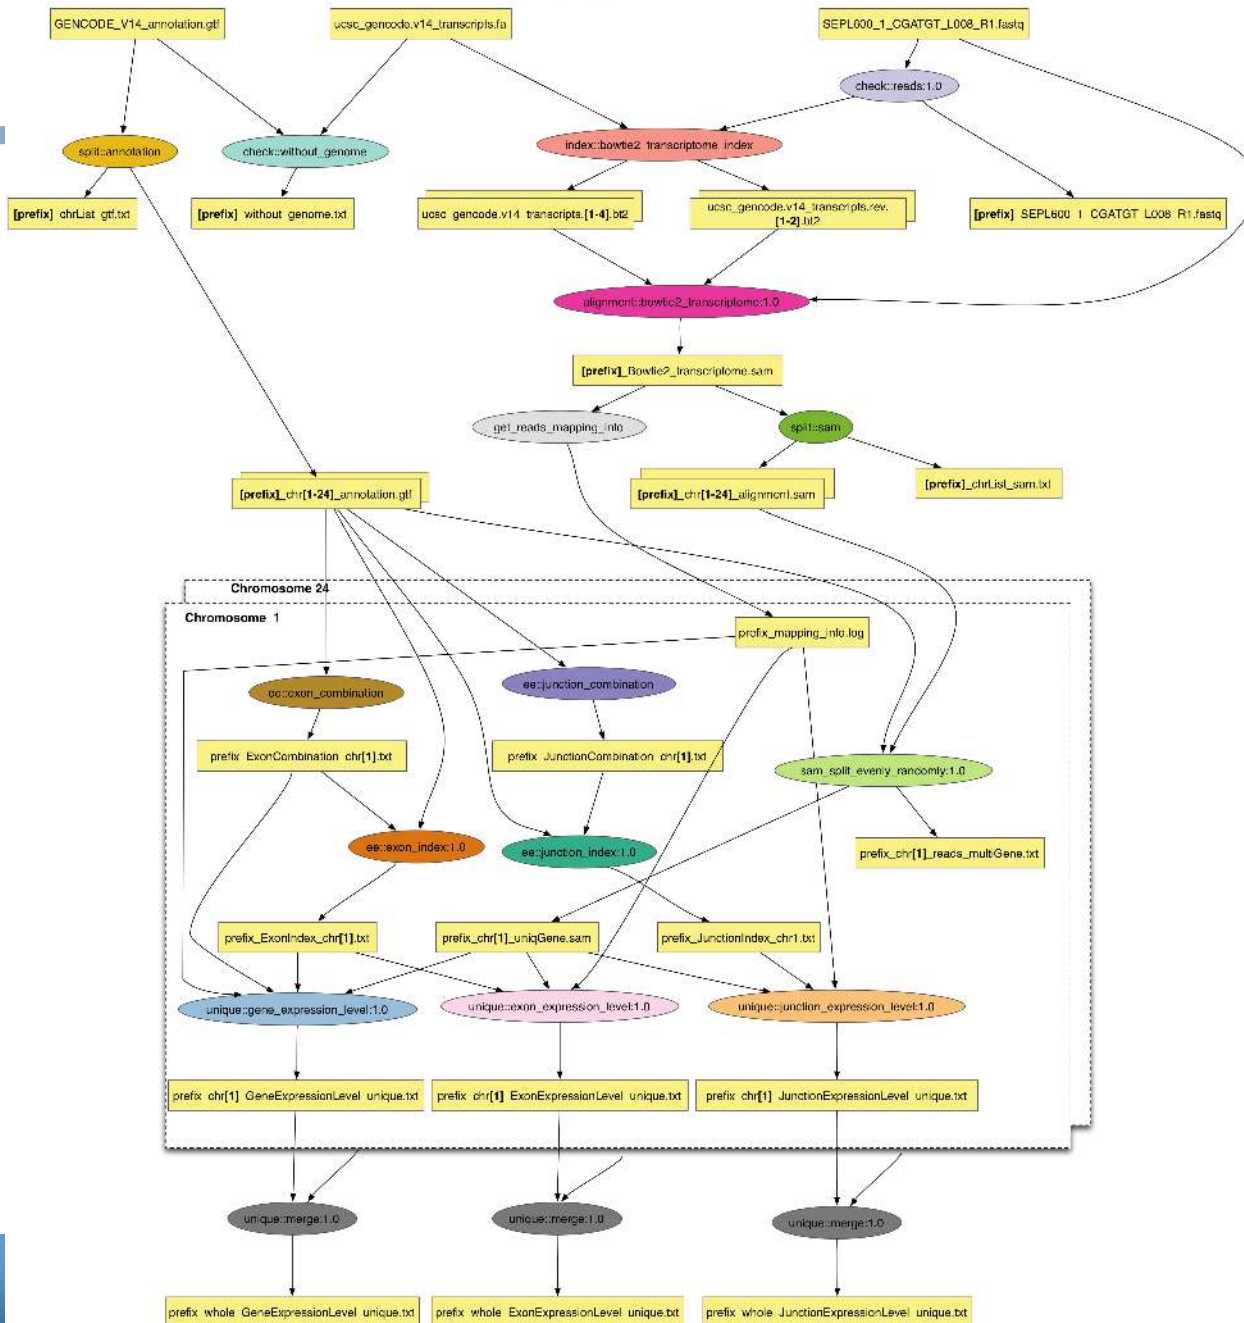 GENCODE_V14_annotation.gtf
ucsc_gencode.v14_transcripts.fa
SEPL600_1_CGATGT_L008_R1.fastq
check::reads:1.0
split::annotation
check::without_genome
index::bowtie2_transcriptome_index
[prefix]_chrList_gtf.txt
[prefix]_without_genome.txt
ucsc_gencode.v14_transcripts.[1-4].bt2
ucsc_gencode.v14_transcripts.rev.
[1-2].bt2
[prefix]_SEPL600_1_CGATGT_L008_R1.fastq
alignment::bowtie2_transcriptome:1.0
[prefix]_Bowtie2_transcriptome.sam
get_reads_mapping_info
split::sam
[prefix]_chr[1-24]_annotation.gtf
[prefix]_chr[1-24]_alignment.sam
[prefix]_chrList_sam.txt
Chromosome 24
Chromosome 1
prefix_mapping_info.log
ee::exon_combination
ee::junction_combination
prefix_ExonCombination_chr[1].txt
prefix_JunctionCombination_chr[1].txt
sam_split_evenly_randomly:1.0
ee::exon_index:1.0
ee::junction_index:1.0
prefix_chr[1]_reads_multiGene.txt
prefix_ExonIndex_chr[1].txt
prefix_chr[1]_uniqGene.sam
prefix_JunctionIndex_chr1.txt
unique::gene_expression_level:1.0
unique::exon_expression_level:1.0
unique::junction_expression_level:1.0
prefix_chr[1]_GeneExpressionLevel_unique.txt
prefix_chr[1]_ExonExpressionLevel_unique.txt
prefix_chr[1]_JunctionExpressionLevel_unique.txt
unique::merge:1.0
unique::merge:1.0
unique::merge:1.0
prefix_whole_GeneExpressionLevel_unique.txt
prefix_whole_ExonExpressionLevel_unique.txt
prefix_whole_JunctionExpressionLevel_unique.txt